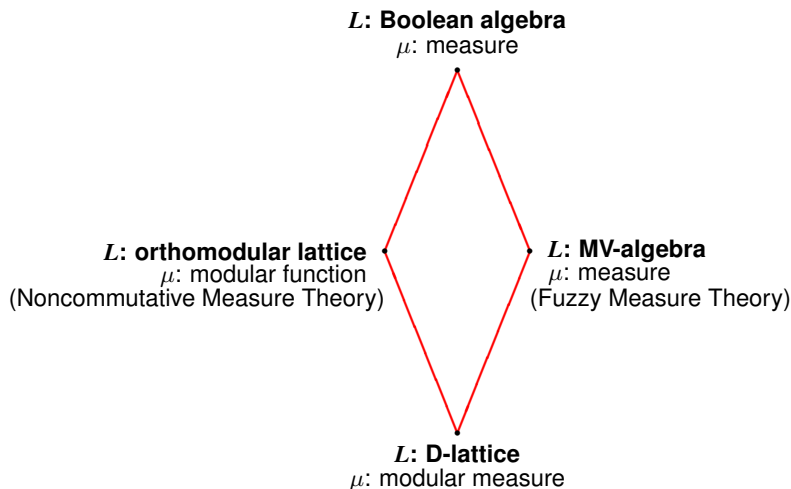 L: Boolean algebra
μ: measure
L: orthomodular lattice
μ: modular function
(Noncommutative Measure Theory)
L: MV-algebra
μ: measure
(Fuzzy Measure Theory)
L: D-lattice
μ: modular measure